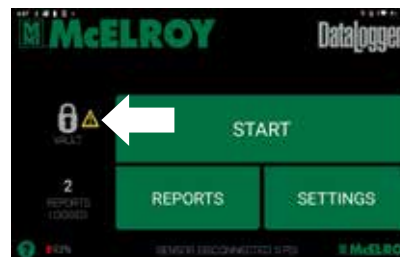 McELROY
DataLogger
START
VAULT
2
REPORTS
LOGGED
REPORTS
SETTINGS
SENSOR DISCONNECTED
McELROY